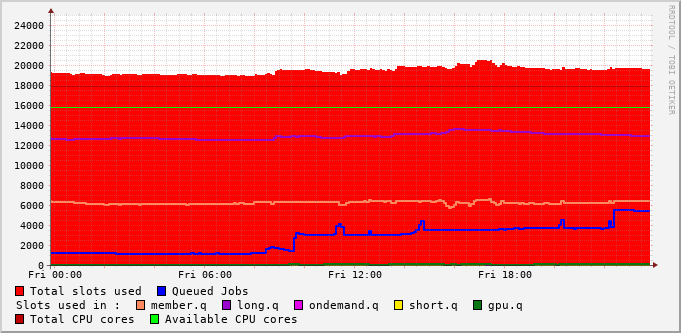 24000
22000
20000
18000
16000
14000
12000
10000
8000
6000
4000
2000
0
Fri 00:00 Fri 06:00 Fri 12:00 Fri 18:00
Total slots used Queued Jobs
Slots used in : member.q long.q ondemand.q short.q gpu.q
Total CPU cores Available CPU cores
RRDTOOL / TOBI OETIKER